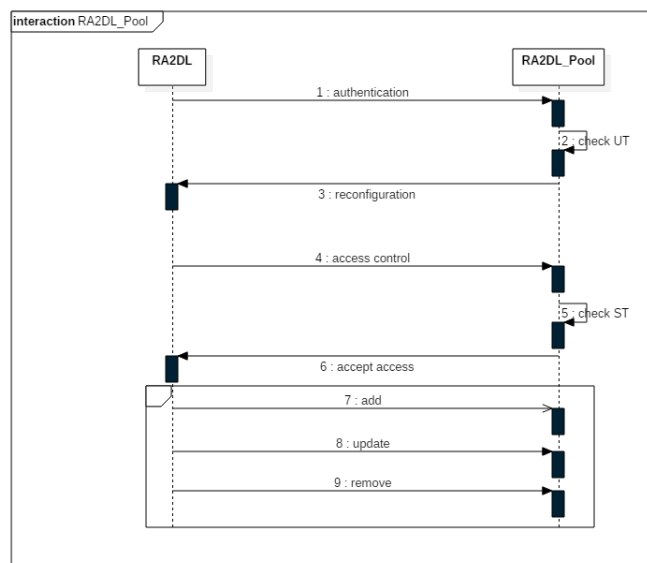 interaction RA2DL_Pool
RA2DL
RA2DL_Pool
1 : authentication
2 : check UT
3 : reconfiguration
4 : access control
5 : check ST
6 : accept access
7 : add
8 : update
9 : remove